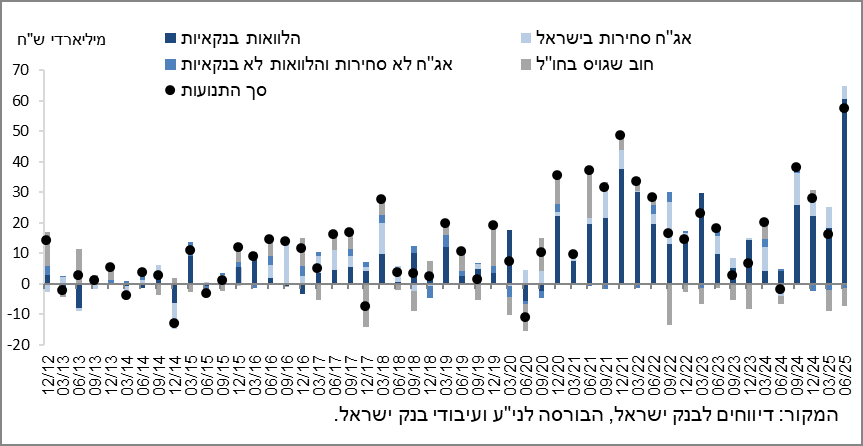 מיליארדי ש"ח
הלוואות בנקאיות
אג"ח סחירות בישראל
אג"ח לא סחירות והלוואות לא בנקאיות
חוב שגויס בחו"ל
סך התנועות
70
60
50
40
30
20
10
0
-10
-20
12/12 03/13 06/13 09/13 12/13 03/14 06/14 09/14 12/14 03/15 06/15 09/15 12/15 03/16 06/16 09/16 12/16 03/17 06/17 09/17 12/17 03/18 06/18 09/18 12/18 03/19 06/19 09/19 12/19 03/20 06/20 09/20 12/20 03/21 06/21 09/21 12/21 03/22 06/22 09/22 12/22 03/23 06/23 09/23 12/23 03/24 06/24 09/24 12/24 03/25 06/25
המקור: דיווחים לבנק ישראל, הבורסה לני"ע ועיבודי בנק ישראל.